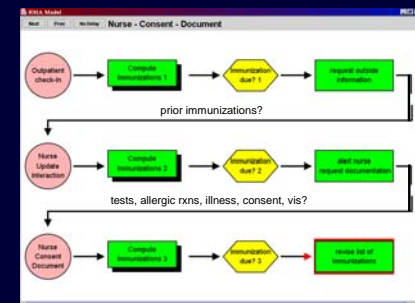 RMA Model
Next Prev No Delay Nurse - Consent - Document
Outpatient
check-in
Compute
Immunizations 1
Immunization
due? 1
request outside
information
prior immunizations?
Nurse
Update
Interaction
Compute
Immunizations 2
Immunization
due? 2
alert nurse
request documentation
tests, allergic rxns, illness, consent, vis?
Nurse
Consent
Document
Compute
Immunizations 3
Immunization
due? 3
revise list of
Immunizations